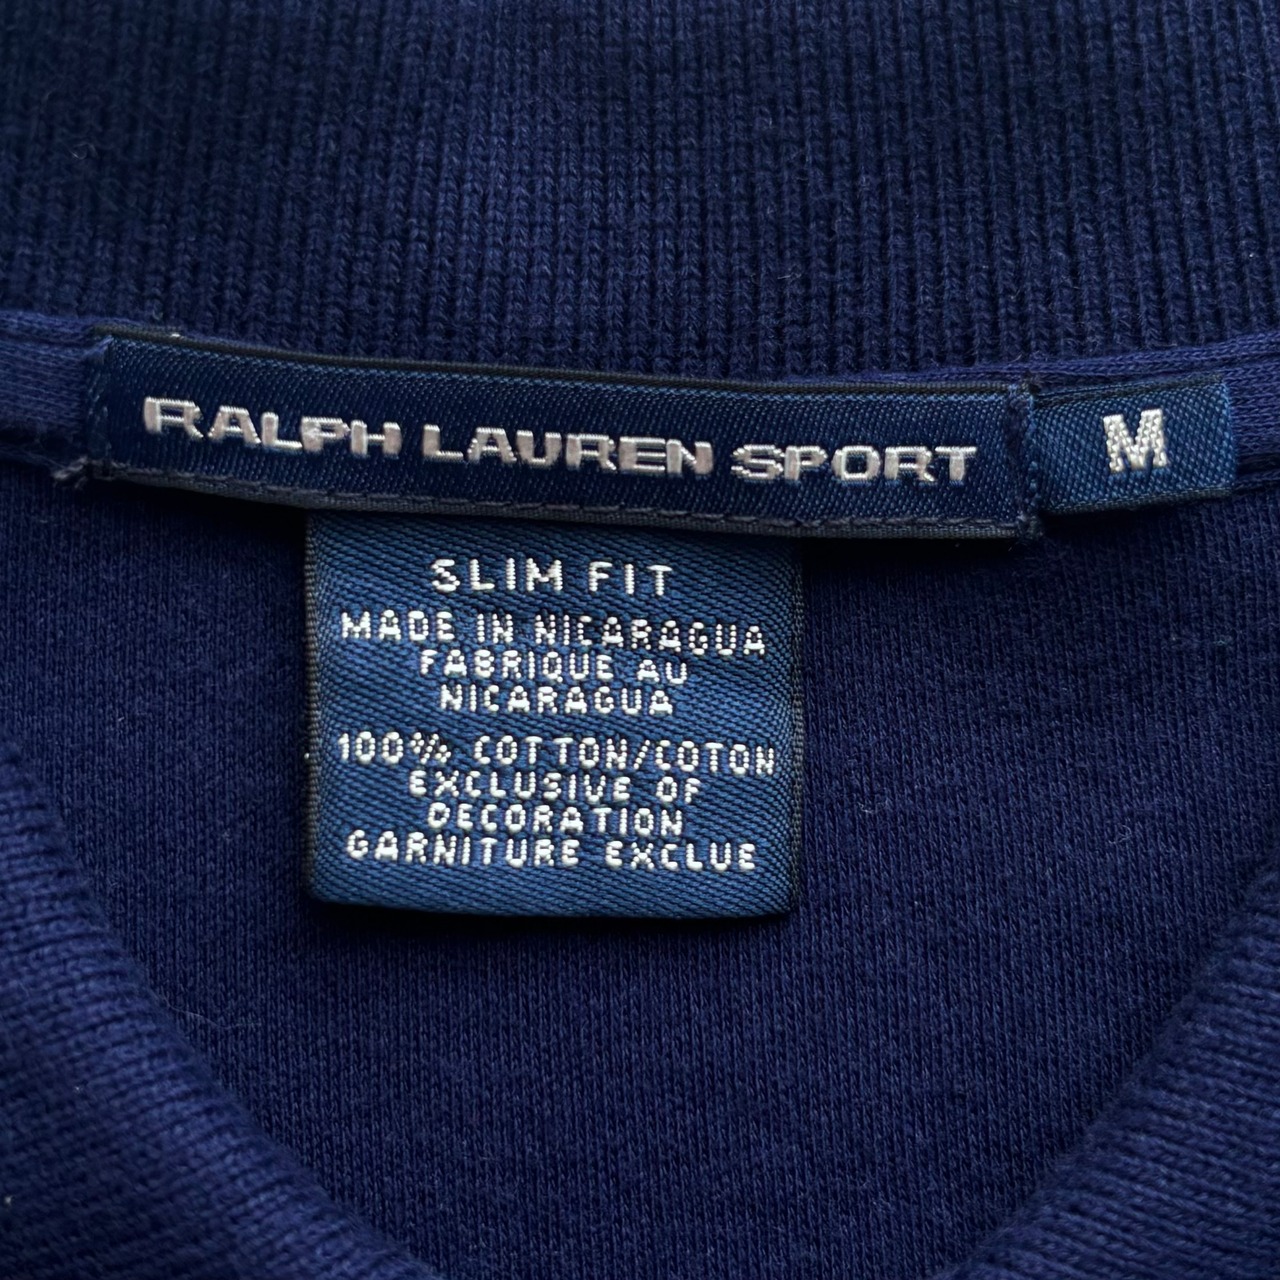 RALPH LAUREN SPORT
M
SLIM FIT
MADE IN NICARAGUA
FABRIQUE AU
NICARAGUA
100% COTTON/COTON
EXCLUSIVE OF
DECORATION
GARNITURE EXCLUE